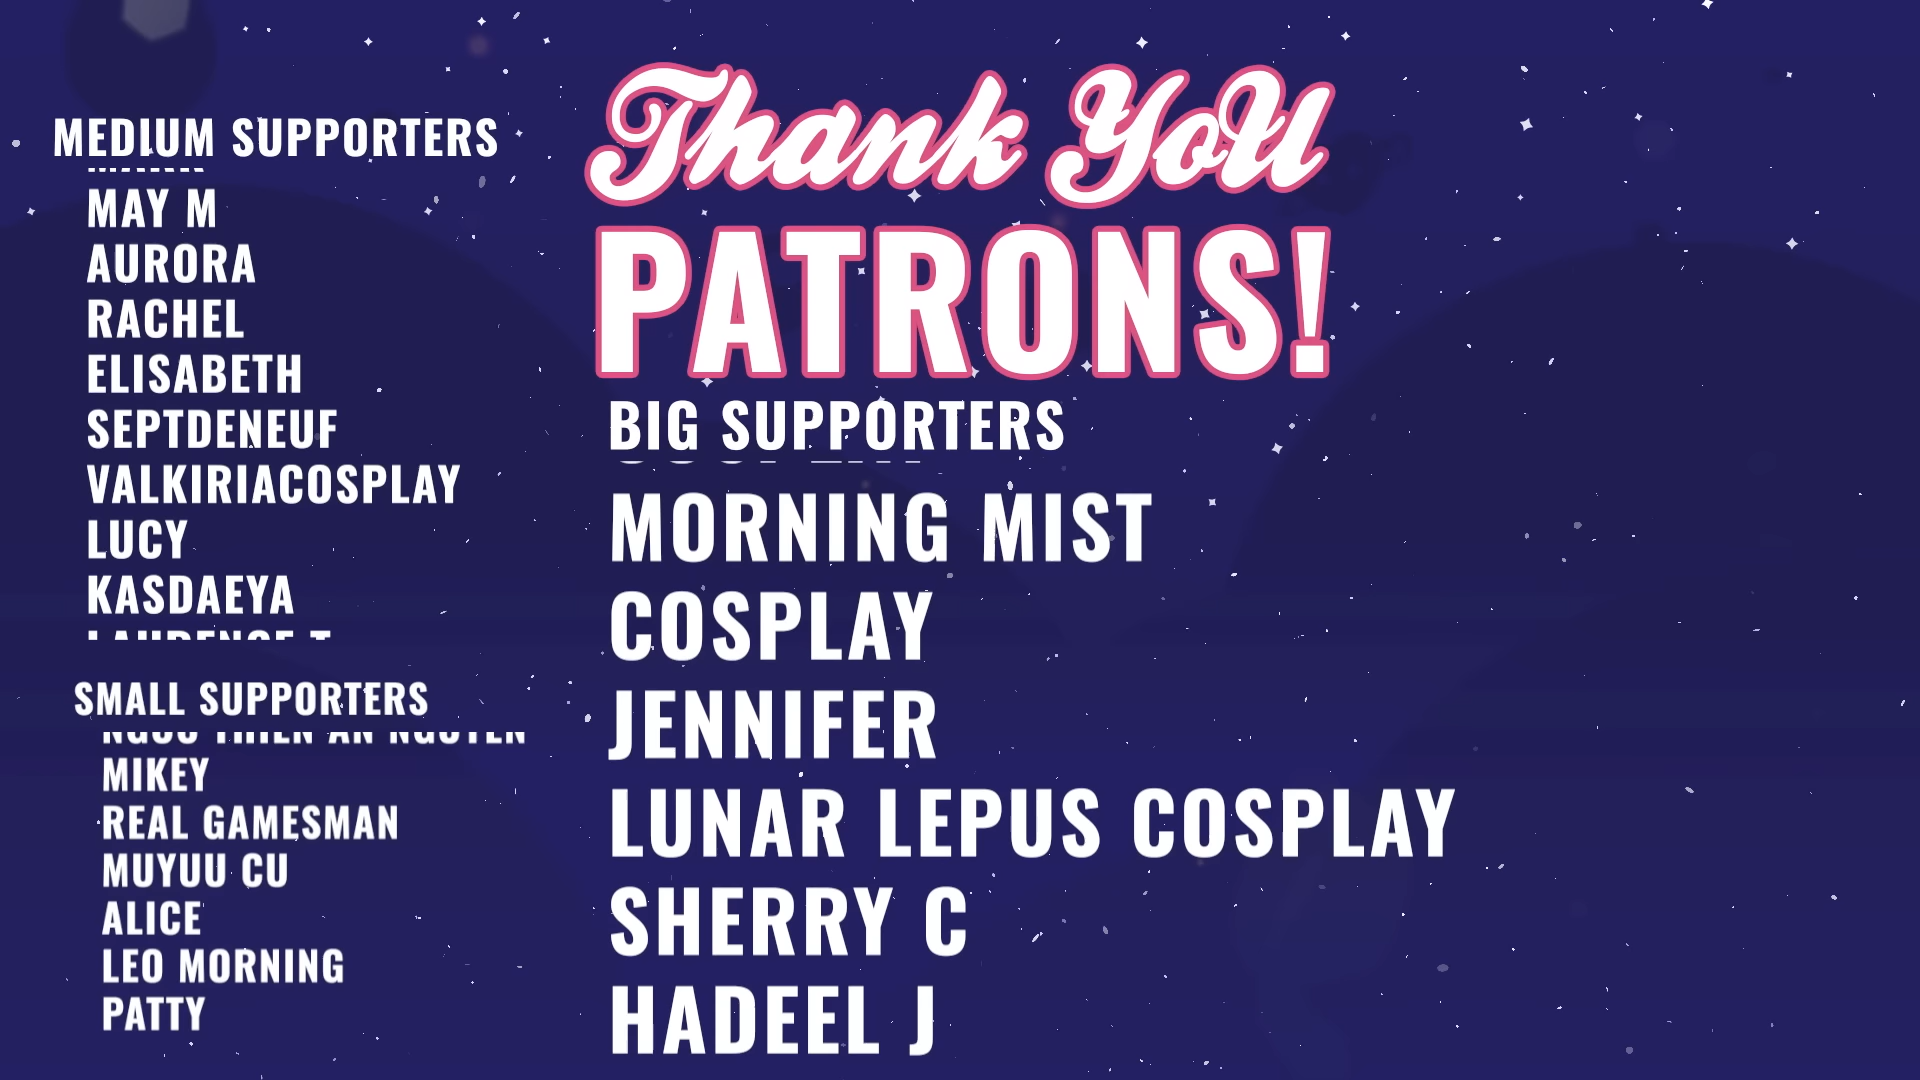 Thank You
PATRONS!
MEDIUM SUPPORTERS
MAY M
AURORA
RACHEL
ELISABETH
SEPTDENEUF
VALKIRIACOSPLAY
LUCY
KASDAEYA
LAURENCE T
SMALL SUPPORTERS
MIKEY
REAL GAMESMAN
MUYUU CU
ALICE
LEO MORNING
PATTY
BIG SUPPORTERS
MORNING MIST
COSPLAY
JENNIFER
LUNAR LEPUS COSPLAY
SHERRY C
HADEEL J